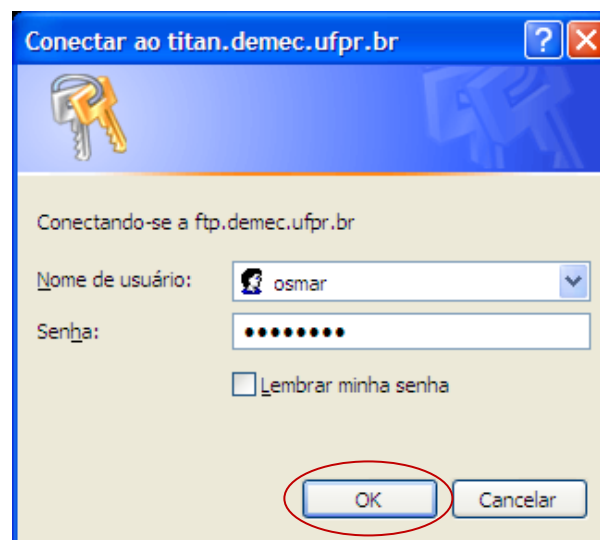 Conectar ao titan.demec.ufpr.br
Conectando-se a ftp.demec.ufpr.br
Nome de usuário: osmar
Senha: ••••••••
Lembrar minha senha
OK Cancelar